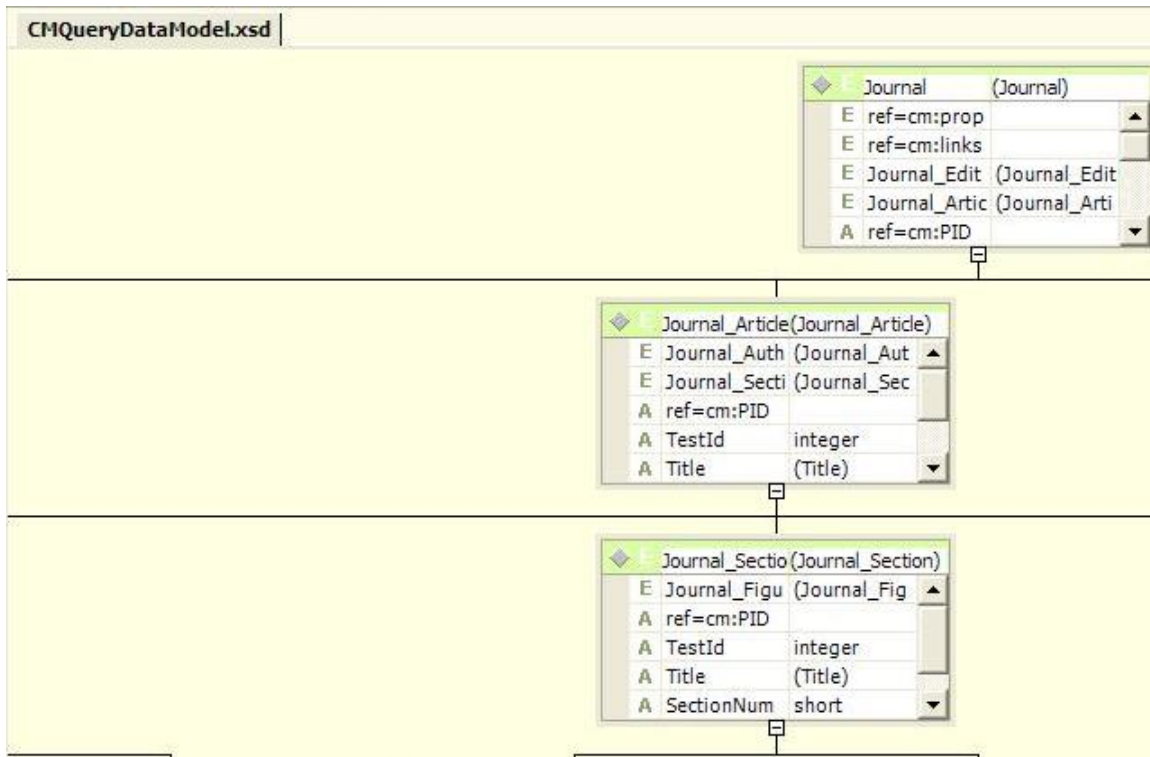 CMQueryDataModel.xsd
E Journal (Journal)
E ref=cm:prop
E ref=cm:links
E Journal_Edit (Journal_Edit
E Journal_Artic (Journal_Arti
A ref=cm:PID
E Journal_Article (Journal_Article)
E Journal_Auth (Journal_Aut
E Journal_Secti (Journal_Sec
A ref=cm:PID
A TestId integer
A Title (Title)
E Journal_Sectio (Journal_Section)
E Journal_Figu (Journal_Fig
A ref=cm:PID
A TestId integer
A Title (Title)
A SectionNum short